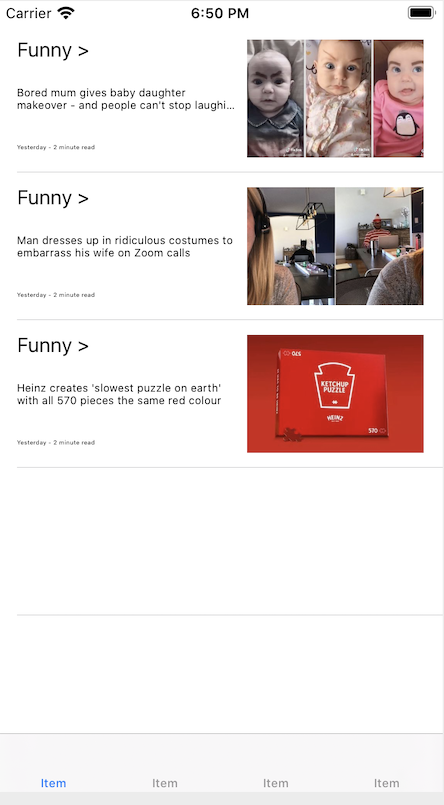 Carrier 6:50 PM
Funny >
Bored mum gives baby daughter
makeover - and people can't stop laughi...
Yesterday - 2 minute read
Funny >
Man dresses up in ridiculous costumes to
embarrass his wife on Zoom calls
Yesterday - 2 minute read
Funny >
Heinz creates 'slowest puzzle on earth'
with all 570 pieces the same red colour
Yesterday - 2 minute read
570
KETCHUP
PUZZLE
HEINZ
570
Item Item Item Item